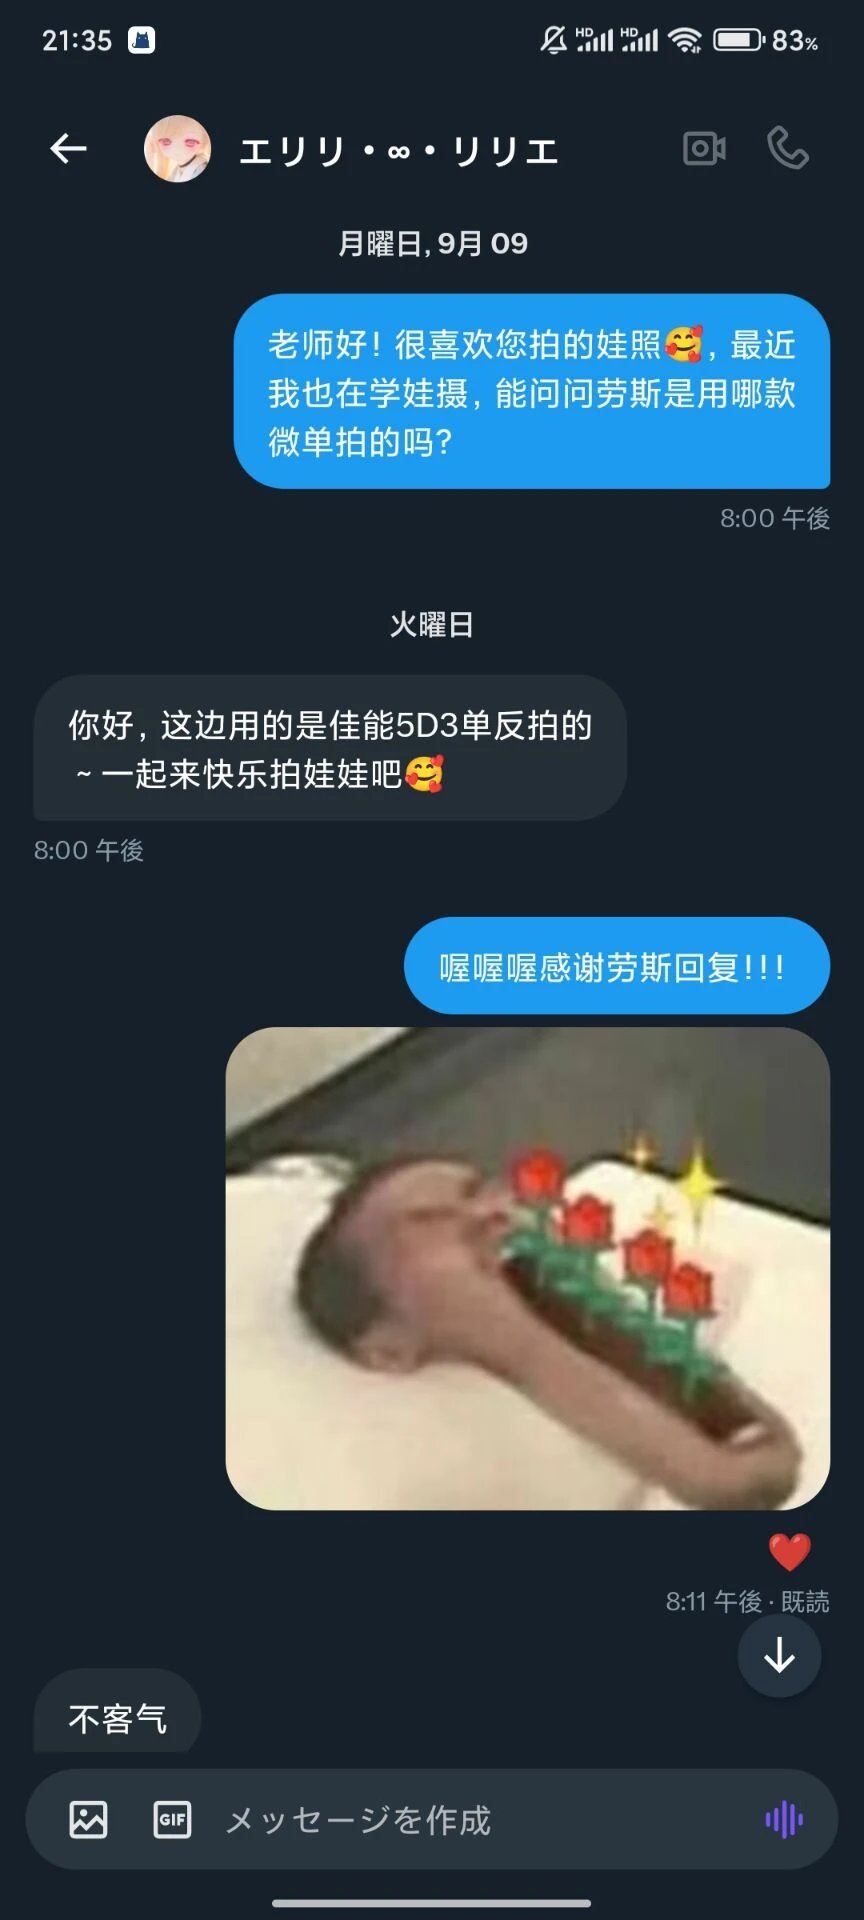 21:35
HD HD 83%
エリリ・∞・リリエ
月曜日, 9月 09
老师好！很喜欢您拍的娃照🥰，最近
我也在学娃摄，能问问劳斯是用哪款
微单拍的吗？
8:00 午後
火曜日
你好，这边用的是佳能5D3单反拍的
~ 一起来快乐拍娃娃吧🥰
8:00 午後
喔喔喔感谢劳斯回复！！！
8:11 午後 · 既読
不客气
GIF メッセージを作成